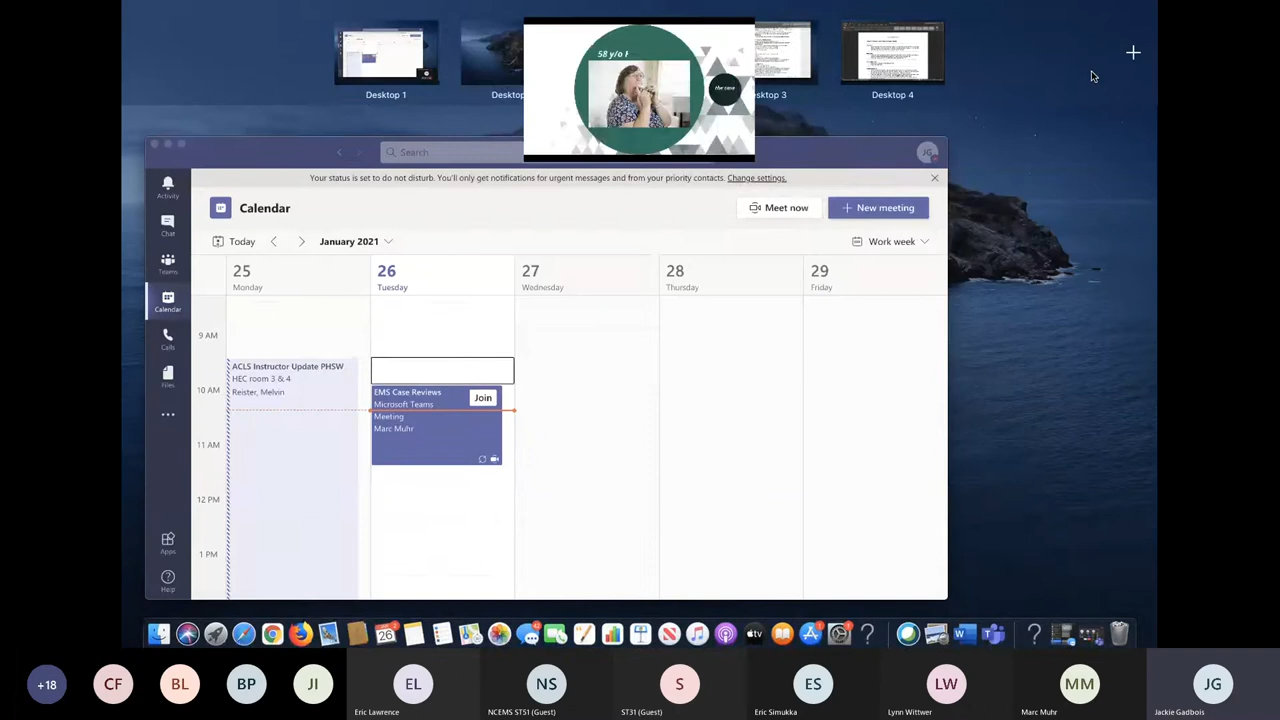 58 y/o F
the case
Desktop 1
Desktop
sktop 3
Desktop 4
Search
JG
Your status is set to do not disturb. You'll only get notifications for urgent messages and from your priority contacts. Change settings.
Activity
Chat
Teams
Calendar
Calls
Files
Apps
Help
Calendar
Meet now
New meeting
Today
January 2021
Work week
25
Monday
26
Tuesday
27
Wednesday
28
Thursday
29
Friday
9 AM
10 AM
11 AM
12 PM
1 PM
ACLS Instructor Update PHSW
HEC room 3 & 4
Reister, Melvin
EMS Case Reviews
Microsoft Teams
Meeting
Marc Muhr
Join
26
tv
W
+18
CF
BL
BP
JI
EL
Eric Lawrence
NS
NCEMS ST51 (Guest)
S
ST31 (Guest)
ES
Eric Simukka
LW
Lynn Wittwer
MM
Marc Muhr
JG
Jackie Gadbois